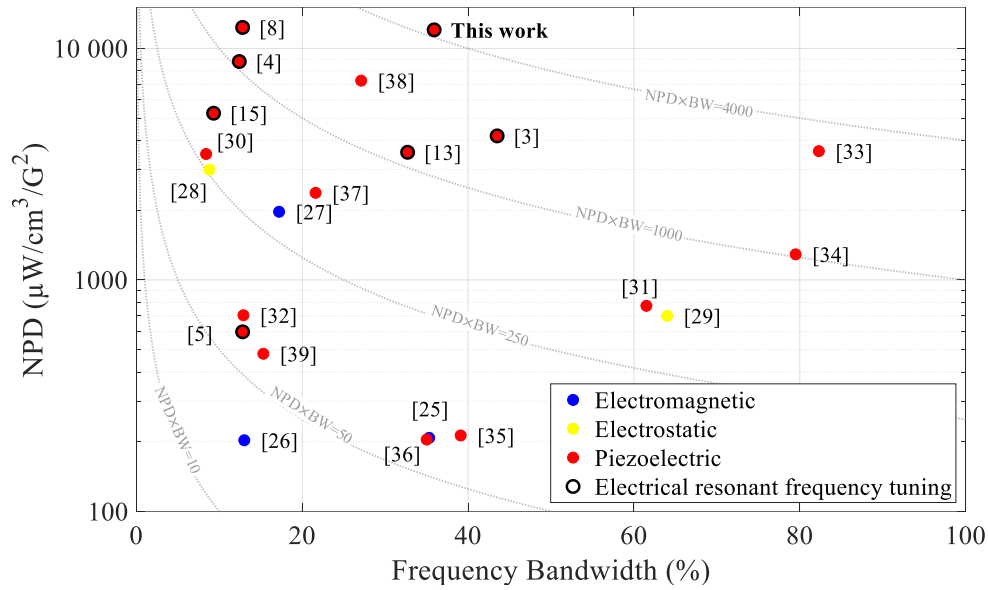 10 000
1000
100
NPD (μW/cm³/G²)
0
20
40
60
80
100
Frequency Bandwidth (%)
[8]
This work
[4]
[38]
NPD×BW=4000
[15]
[3]
[30]
[13]
[33]
[28]
[37]
[27]
NPD×BW=1000
[34]
[31]
[32]
[29]
[5]
NPD×BW=250
[39]
NPD×BW=10
NPD×BW=50
[25]
[26]
[36]
[35]
Electromagnetic
Electrostatic
Piezoelectric
Electrical resonant frequency tuning